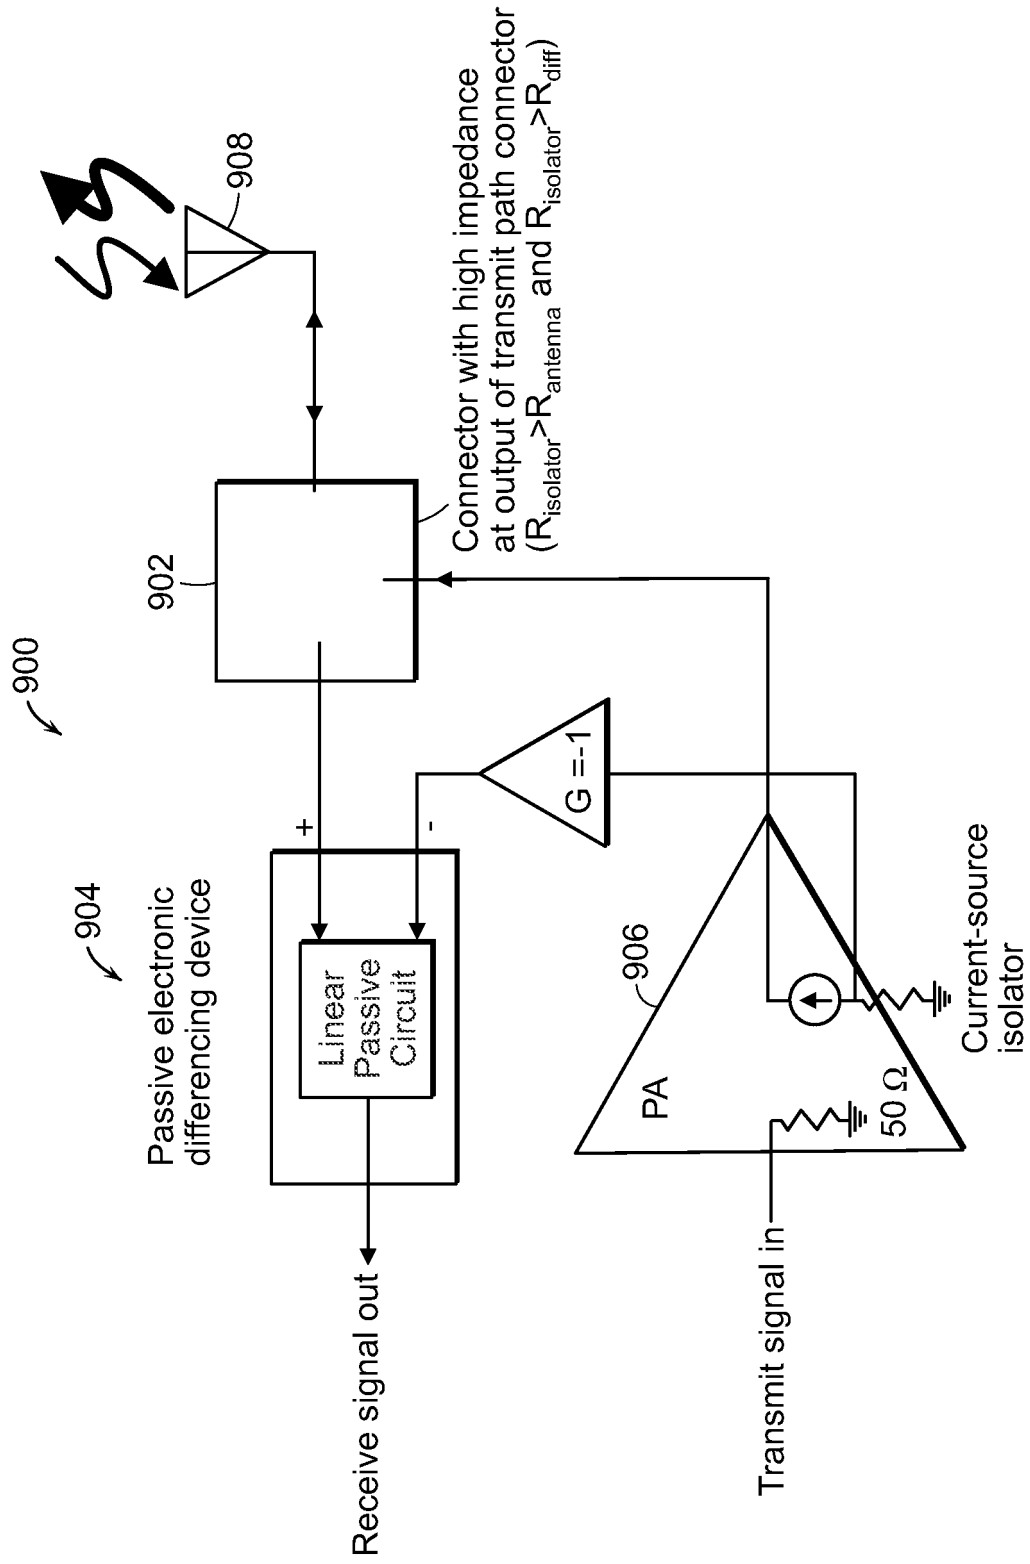 900
904
Passive electronic
differencing device
Linear
Passive
Circuit
+
-
902
908
Receive signal out
G =-1
Connector with high impedance
at output of transmit path connector
(Risolator>Rantenna and Risolator>Rdiff)
906
PA
Transmit signal in
50 Ω
Current-source
isolator